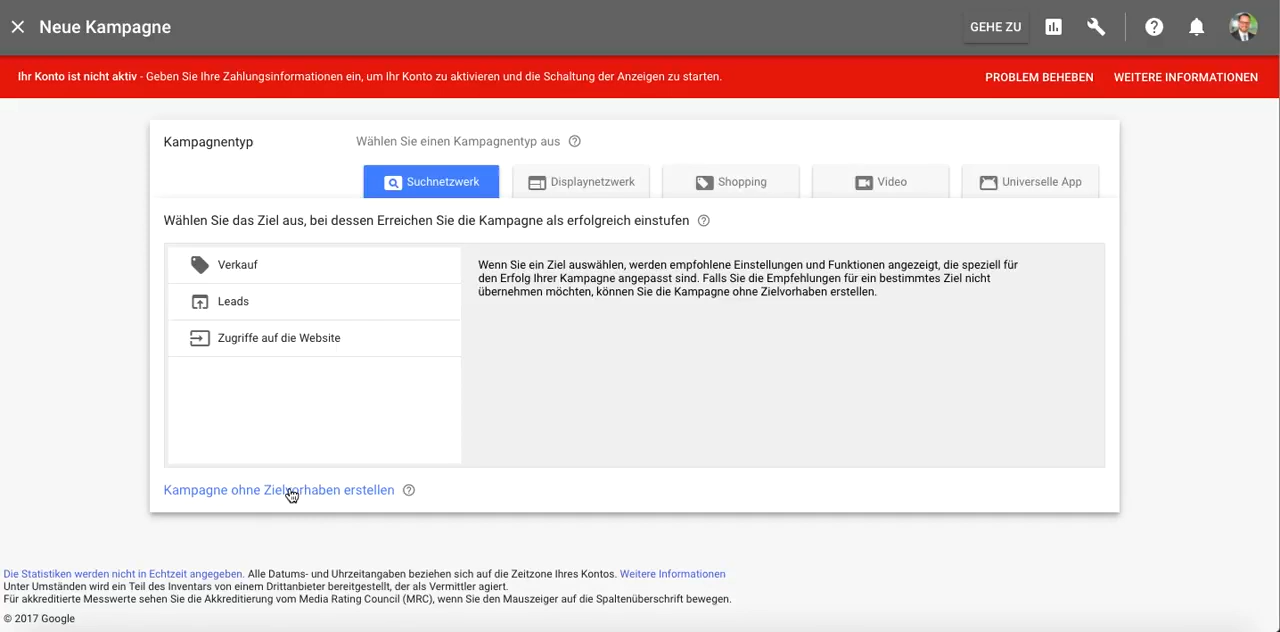 Neue Kampagne
GEHE ZU
Ihr Konto ist nicht aktiv - Geben Sie Ihre Zahlungsinformationen ein, um Ihr Konto zu aktivieren und die Schaltung der Anzeigen zu starten.
PROBLEM BEHEBEN
WEITERE INFORMATIONEN
Kampagnentyp
Wählen Sie einen Kampagnentyp aus
Suchnetzwerk
Displaynetzwerk
Shopping
Video
Universelle App
Wählen Sie das Ziel aus, bei dessen Erreichen Sie die Kampagne als erfolgreich einstufen
Verkauf
Leads
Zugriffe auf die Website
Wenn Sie ein Ziel auswählen, werden empfohlene Einstellungen und Funktionen angezeigt, die speziell für
den Erfolg Ihrer Kampagne angepasst sind. Falls Sie die Empfehlungen für ein bestimmtes Ziel nicht
übernehmen möchten, können Sie die Kampagne ohne Zielvorhaben erstellen.
Kampagne ohne Zielvorhaben erstellen
Die Statistiken werden nicht in Echtzeit angegeben. Alle Datums- und Uhrzeitangaben beziehen sich auf die Zeitzone Ihres Kontos. Weitere Informationen
Unter Umständen wird ein Teil des Inventars von einem Drittanbieter bereitgestellt, der als Vermittler agiert.
Für akkreditierte Messwerte sehen Sie die Akkreditierung vom Media Rating Council (MRC), wenn Sie den Mauszeiger auf die Spaltenüberschrift bewegen.
© 2017 Google